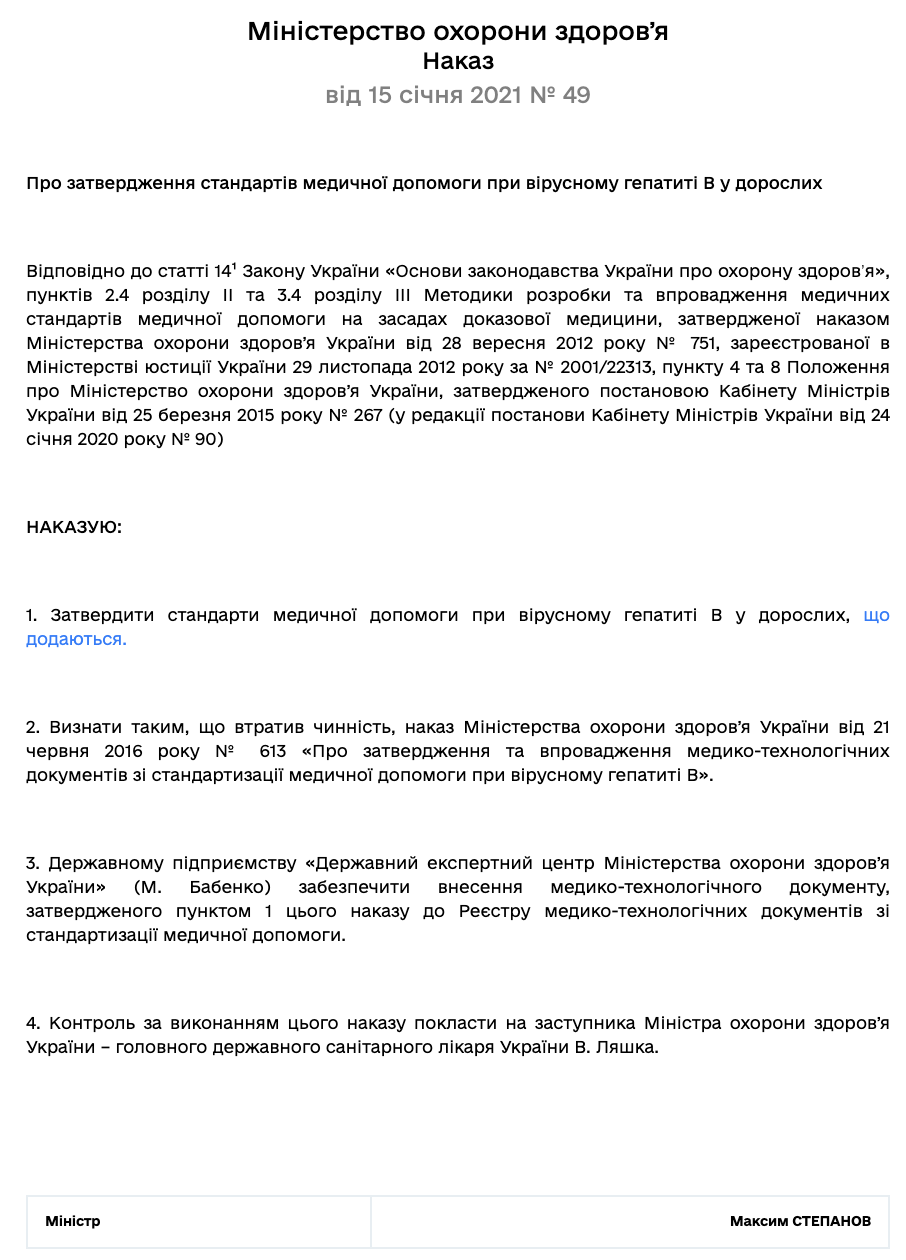 Міністерство охорони здоров’я
Наказ
від 15 січня 2021 № 49
Про затвердження стандартів медичної допомоги при вірусному гепатиті В у дорослих
Відповідно до статті 14¹ Закону України «Основи законодавства України про охорону здоров'я»,
пунктів 2.4 розділу II та 3.4 розділу III Методики розробки та впровадження медичних
стандартів медичної допомоги на засадах доказової медицини, затвердженої наказом
Міністерства охорони здоров’я України від 28 вересня 2012 року № 751, зареєстрованої в
Міністерстві юстиції України 29 листопада 2012 року за № 2001/22313, пункту 4 та 8 Положення
про Міністерство охорони здоров’я України, затвердженого постановою Кабінету Міністрів
України від 25 березня 2015 року № 267 (у редакції постанови Кабінету Міністрів України від 24
січня 2020 року № 90)
НАКАЗУЮ:
1. Затвердити стандарти медичної допомоги при вірусному гепатиті В у дорослих, що
додаються.
2. Визнати таким, що втратив чинність, наказ Міністерства охорони здоров’я України від 21
червня 2016 року № 613 «Про затвердження та впровадження медико-технологічних
документів зі стандартизації медичної допомоги при вірусному гепатиті В».
3. Державному підприємству «Державний експертний центр Міністерства охорони здоров’я
України» (М. Бабенко) забезпечити внесення медико-технологічного документу,
затвердженого пунктом 1 цього наказу до Реєстру медико-технологічних документів зі
стандартизації медичної допомоги.
4. Контроль за виконанням цього наказу покласти на заступника Міністра охорони здоров’я
України – головного державного санітарного лікаря України В. Ляшка.
Міністр Максим СТЕПАНОВ